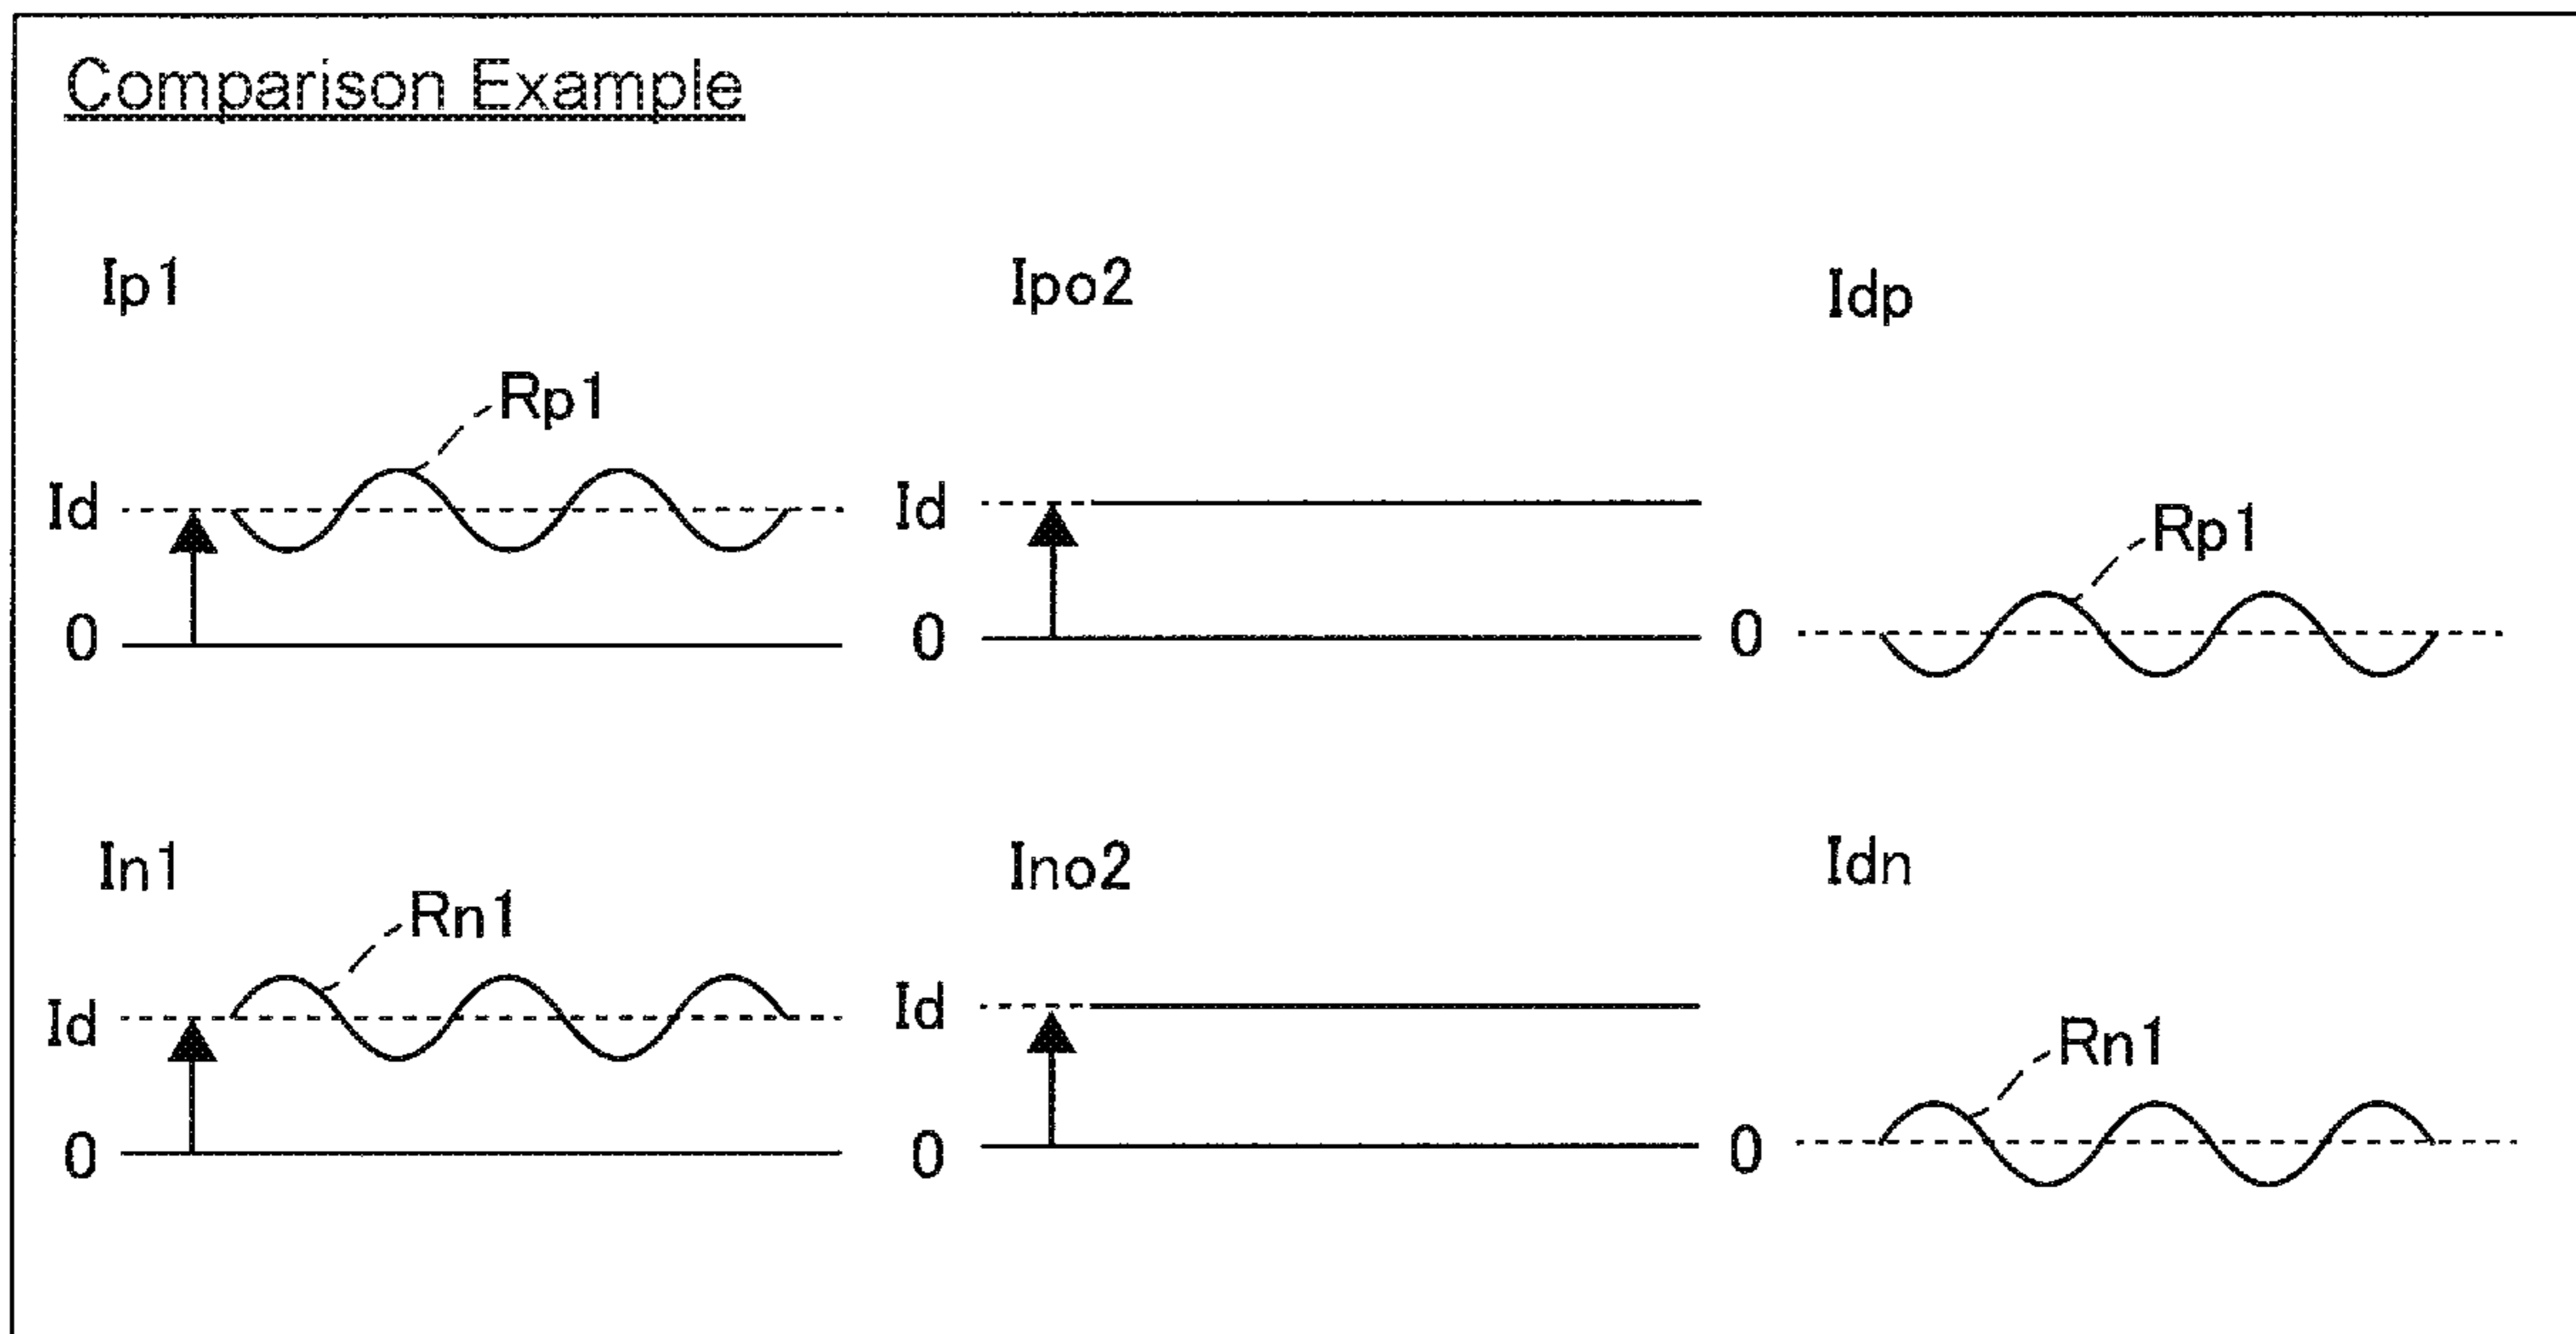 Comparison Example
Ip1
Ipo2
Idp
Rp1
Id
Id
Rp1
0
0
0
In1
Ino2
Idn
Rn1
Id
Id
Rn1
0
0
0